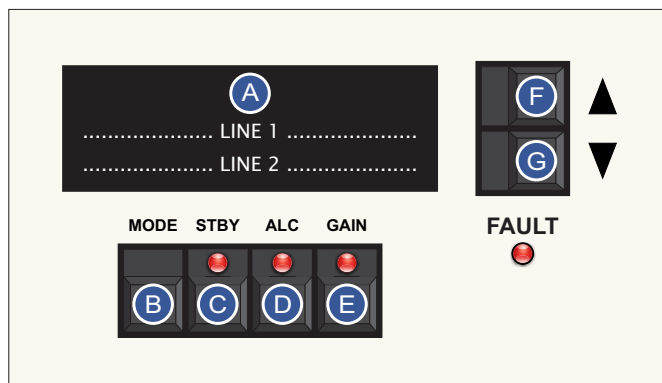 A
..................... LINE 1 .....................
..................... LINE 2 .....................
F
G
MODE STBY ALC GAIN
FAULT
B C D E